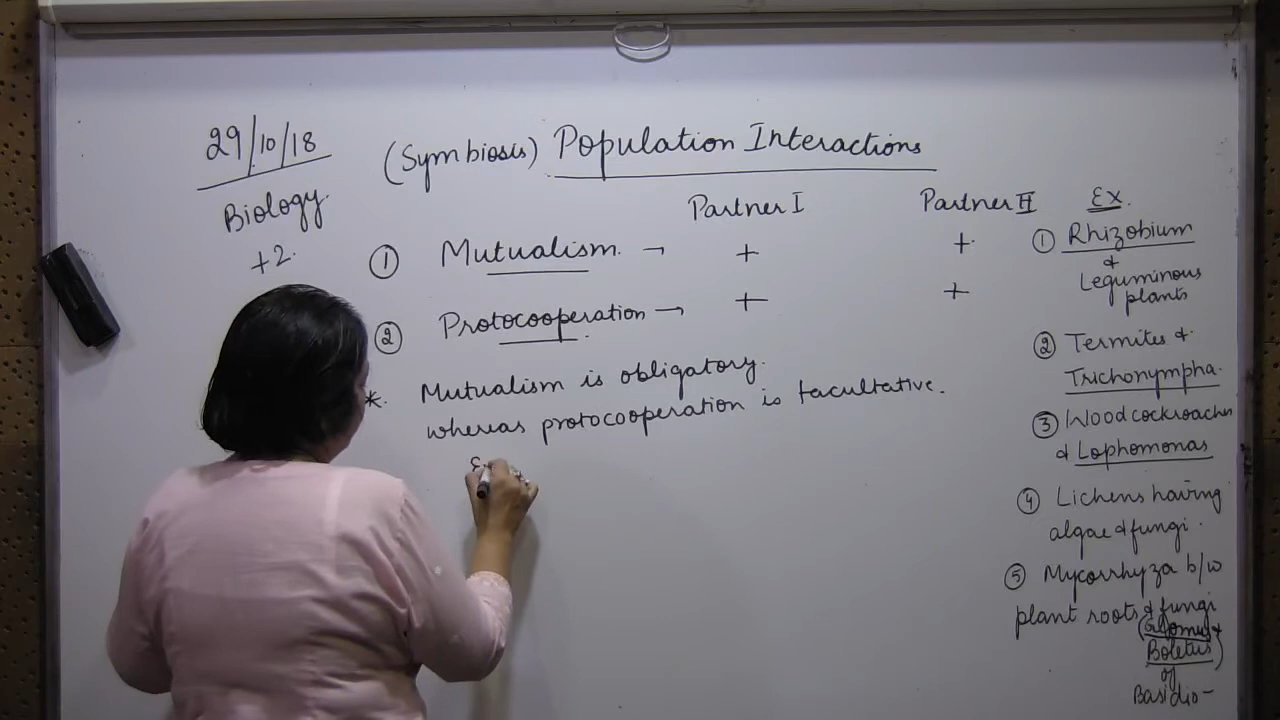 29/10/18
Biology.
+2.
(Symbiosis) Population Interactions
Partner I Partner II Ex.
① Mutualism. → + +
② Protocooperation → + +
*. Mutualism is obligatory.
whereas protocooperation is facultative.
① Rhizobium
&
Leguminous
plants
② Termites &
Trichonympha.
③ Wood cockroaches
& Lophomonas
④ Lichens having
algae & fungi.
⑤ Mycorrhyza b/w
plant roots & fungi
(Glomus &
Boletus)
of
Basidio-